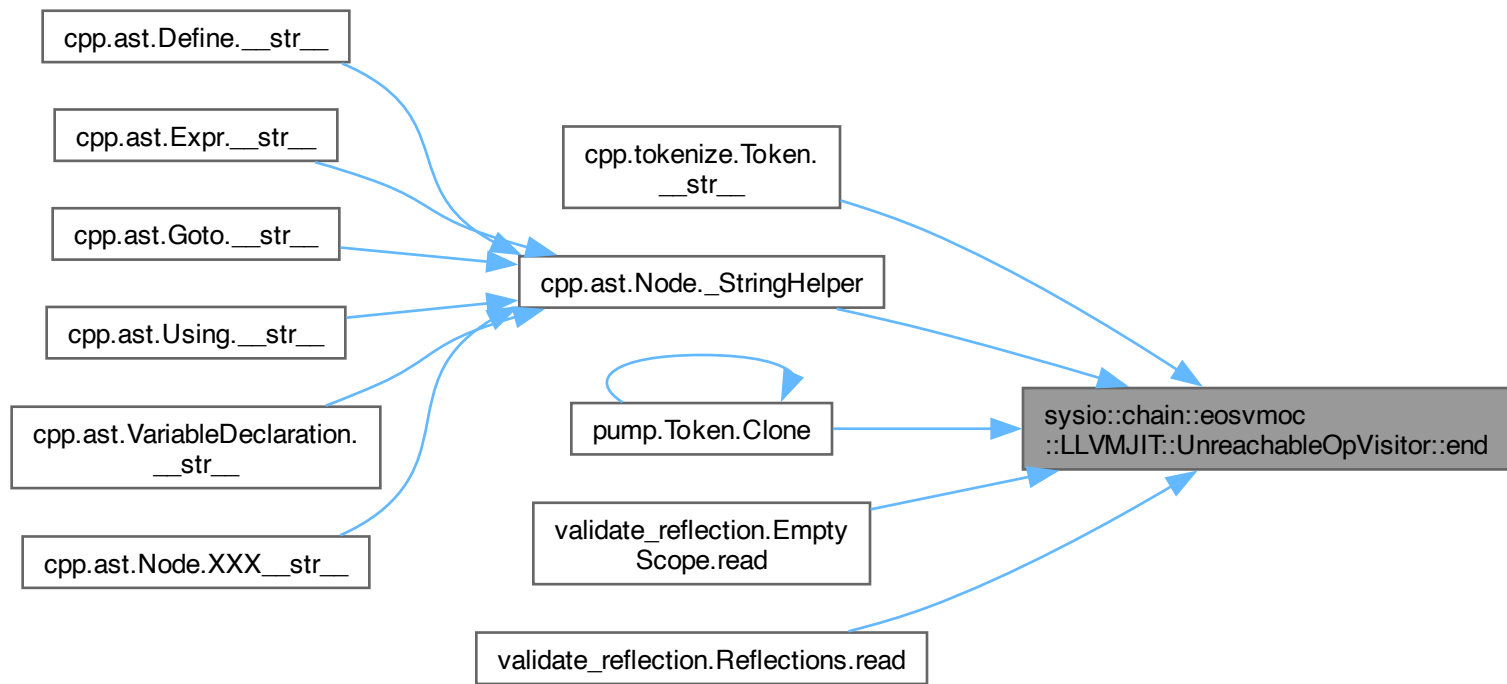 cpp.ast.Define.__str__
cpp.ast.Expr.__str__
cpp.ast.Goto.__str__
cpp.ast.Using.__str__
cpp.ast.VariableDeclaration.
__str__
cpp.ast.Node.XXX__str__
cpp.tokenize.Token.
__str__
cpp.ast.Node._StringHelper
pump.Token.Clone
validate_reflection.Empty
Scope.read
validate_reflection.Reflections.read
sysio::chain::eosvmoc
::LLVMJIT::UnreachableOpVisitor::end